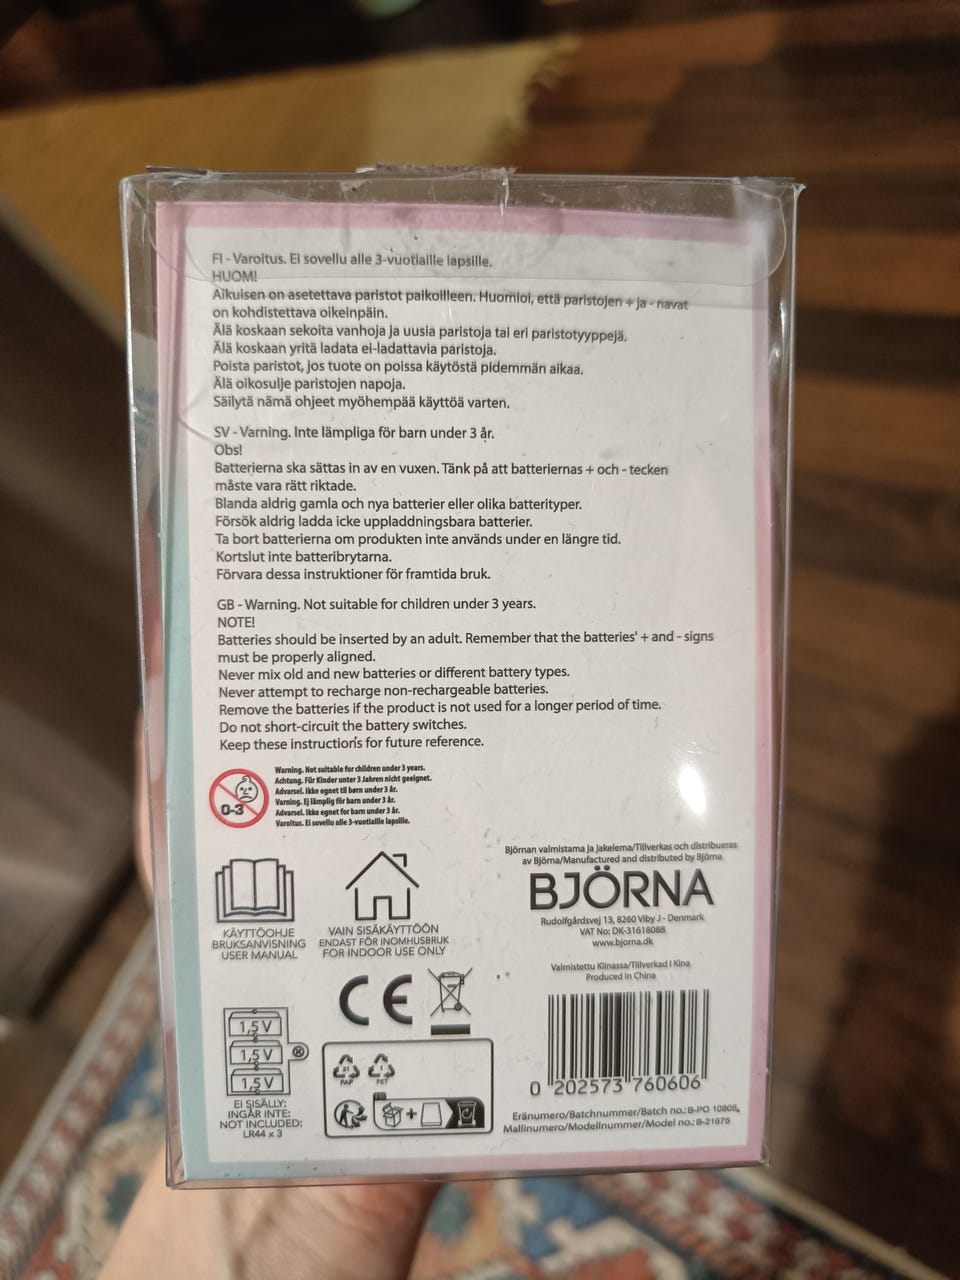 FI - Varoitus. Ei sovellu alle 3-vuotiaille lapsille.
HUOM!
Aikuisen on asetettava paristot paikoilleen. Huomioi, että paristojen + ja - navat
on kohdistettava oikeinpäin.
Älä koskaan sekoita vanhoja ja uusia paristoja tai eri paristotyyppejä.
Älä koskaan yritä ladata ei-ladattavia paristoja.
Poista paristot, jos tuote on poissa käytöstä pidemmän aikaa.
Älä oikosulje paristojen napoja.
Säilytä nämä ohjeet myöhempää käyttöä varten.
SV - Varning. Inte lämpliga för barn under 3 år.
Obs!
Batterierna ska sättas in av en vuxen. Tänk på att batteriernas + och - tecken
måste vara rätt riktade.
Blanda aldrig gamla och nya batterier eller olika batterityper.
Försök aldrig ladda icke uppladdningsbara batterier.
Ta bort batterierna om produkten inte används under en längre tid.
Kortslut inte batteribrytarna.
Förvara dessa instruktioner för framtida bruk.
GB - Warning. Not suitable for children under 3 years.
NOTE!
Batteries should be inserted by an adult. Remember that the batteries' + and - signs
must be properly aligned.
Never mix old and new batteries or different battery types.
Never attempt to recharge non-rechargeable batteries.
Remove the batteries if the product is not used for a longer period of time.
Do not short-circuit the battery switches.
Keep these instructions for future reference.
0-3
Warning. Not suitable for children under 3 years.
Achtung. Für Kinder unter 3 Jahren nicht geeignet.
Advarsel. Ikke egnet til børn under 3 år.
Varning. Ej lämplig för barn under 3 år.
Advarsel. Ikke egnet for barn under 3 år.
Varoitus. Ei sovellu alle 3-vuotiaille lapsille.
KÄYTTÖOHJE
BRUKSANVISNING
USER MANUAL
VAIN SISÄKÄYTTÖÖN
ENDAST FÖR INOMHUSBRUK
FOR INDOOR USE ONLY
Björnan valmistama ja jakelema/Tillverkas och distribueras
av Björna/Manufactured and distributed by Björna
BJÖRNA
Rudolfgårdsvej 13, 8260 Viby J - Denmark
VAT No: DK-31618088
www.bjorna.dk
Valmistettu Kiinassa/Tillverkad I Kina
Produced in China
CE
1,5 V
1,5 V
1,5 V
EI SISÄLLY:
INGÅR INTE:
NOT INCLUDED:
LR44 x 3
21
PAP
1
PET
+
0 202573 760606
Eränumero/Batchnummer/Batch no.: B-PO 10805,
Mallinumero/Modellnummer/Model no.: B-21675